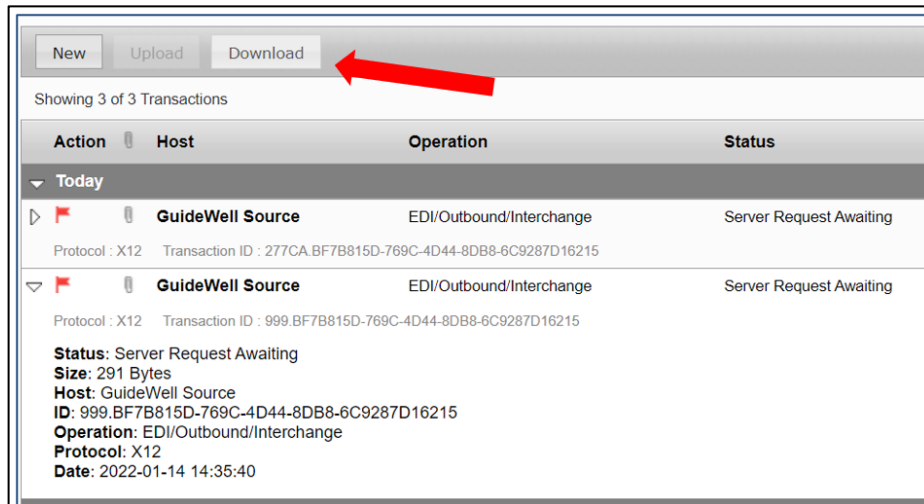 New Upload Download
Showing 3 of 3 Transactions
Action Host Operation Status
Today
GuideWell Source EDI/Outbound/Interchange Server Request Awaiting
Protocol : X12 Transaction ID : 277CA.BF7B815D-769C-4D44-8DB8-6C9287D16215
GuideWell Source EDI/Outbound/Interchange Server Request Awaiting
Protocol : X12 Transaction ID : 999.BF7B815D-769C-4D44-8DB8-6C9287D16215
Status: Server Request Awaiting
Size: 291 Bytes
Host: GuideWell Source
ID: 999.BF7B815D-769C-4D44-8DB8-6C9287D16215
Operation: EDI/Outbound/Interchange
Protocol: X12
Date: 2022-01-14 14:35:40